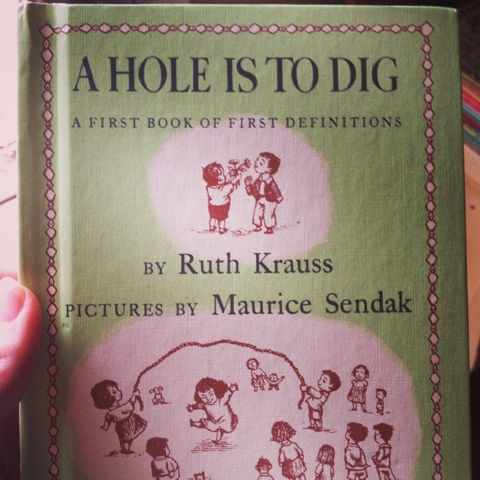 A HOLE IS TO DIG
A FIRST BOOK OF FIRST DEFINITIONS
BY Ruth Krauss
PICTURES BY Maurice Sendak